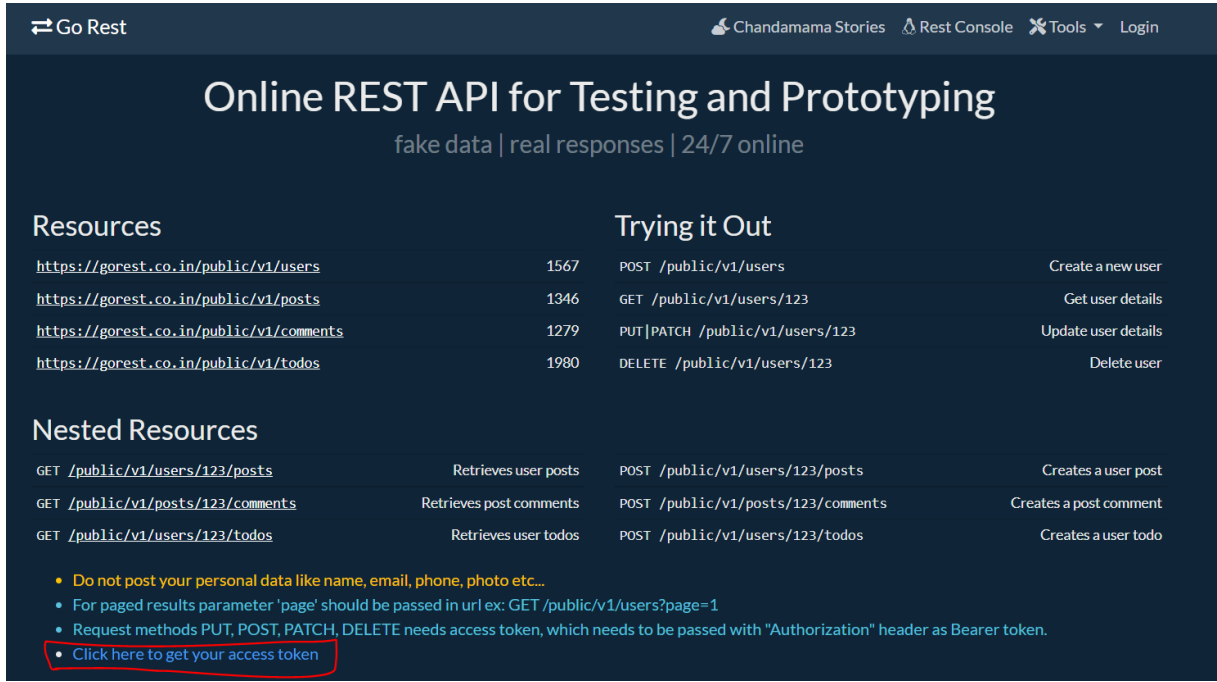 Go Rest
Chandamama Stories Rest Console Tools Login
Online REST API for Testing and Prototyping
fake data | real responses | 24/7 online
Resources
https://gorest.co.in/public/v1/users 1567
https://gorest.co.in/public/v1/posts 1346
https://gorest.co.in/public/v1/comments 1279
https://gorest.co.in/public/v1/todos 1980
Trying it Out
POST /public/v1/users Create a new user
GET /public/v1/users/123 Get user details
PUT|PATCH /public/v1/users/123 Update user details
DELETE /public/v1/users/123 Delete user
Nested Resources
GET /public/v1/users/123/posts Retrieves user posts
GET /public/v1/posts/123/comments Retrieves post comments
GET /public/v1/users/123/todos Retrieves user todos
POST /public/v1/users/123/posts Creates a user post
POST /public/v1/posts/123/comments Creates a post comment
POST /public/v1/users/123/todos Creates a user todo
• Do not post your personal data like name, email, phone, photo etc...
• For paged results parameter 'page' should be passed in url ex: GET /public/v1/users?page=1
• Request methods PUT, POST, PATCH, DELETE needs access token, which needs to be passed with "Authorization" header as Bearer token.
• Click here to get your access token